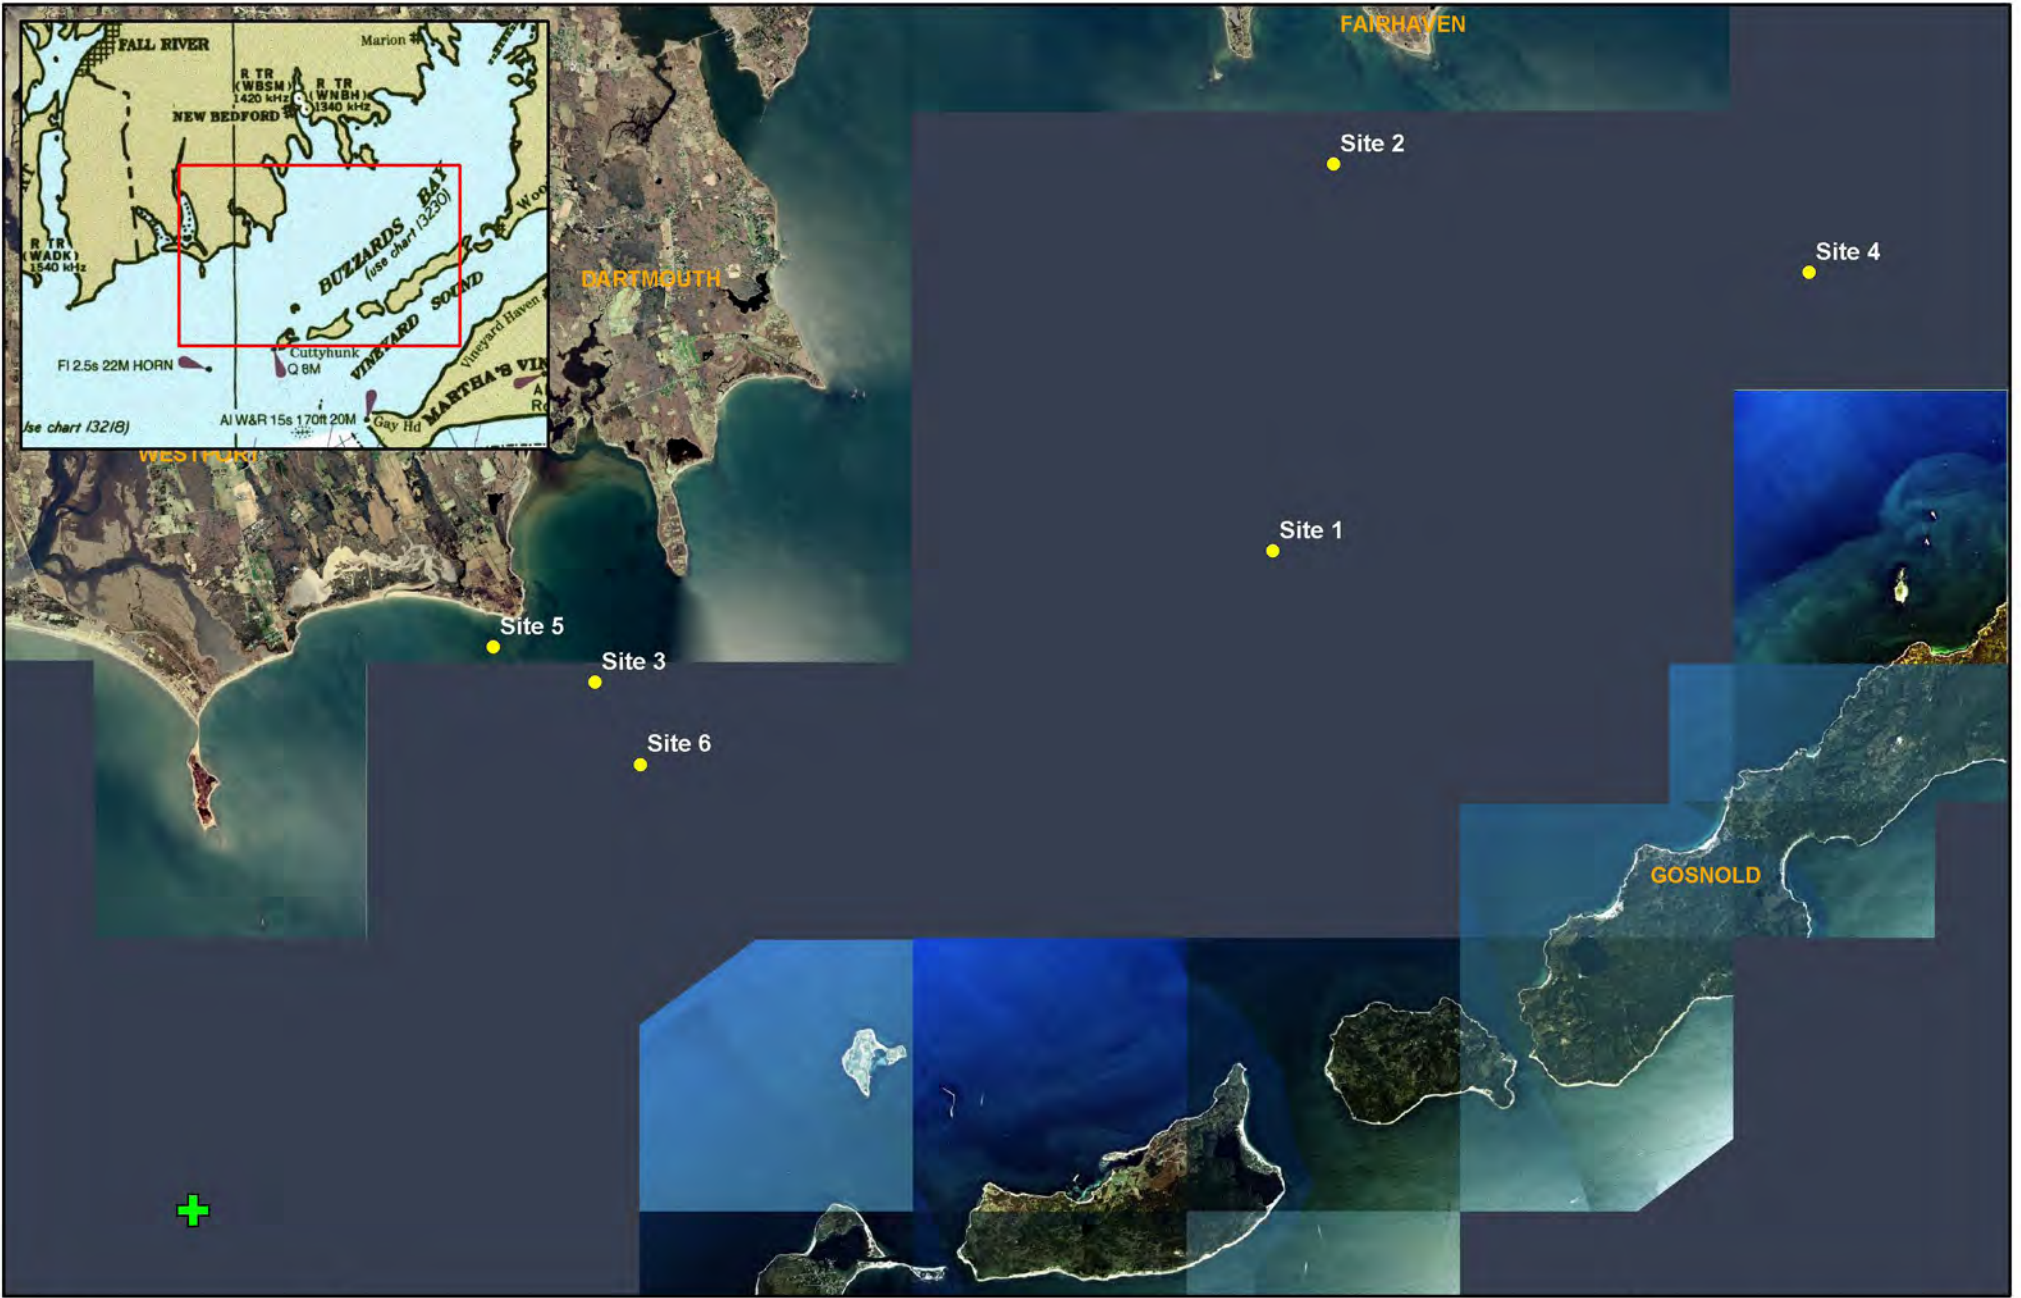 FALL RIVER
Marion
R TR
(WBSM)
1420 kHz
R TR
(WNBH)
1340 kHz
NEW BEDFORD
R TR
(WADK)
1540 kHz
BUZZARDS BAY
(use chart 13230)
Woo
VINEYARD SOUND
Vineyard Haven
Cuttyhunk
Q 8M
Fl 2.5s 22M HORN
MARTHA'S VIN
A
R
Al W&R 15s 170ft 20M
Gay Hd
se chart 13218)
FAIRHAVEN
Site 2
Site 4
DARTMOUTH
WESTPORT
Site 1
Site 5
Site 3
Site 6
GOSNOLD